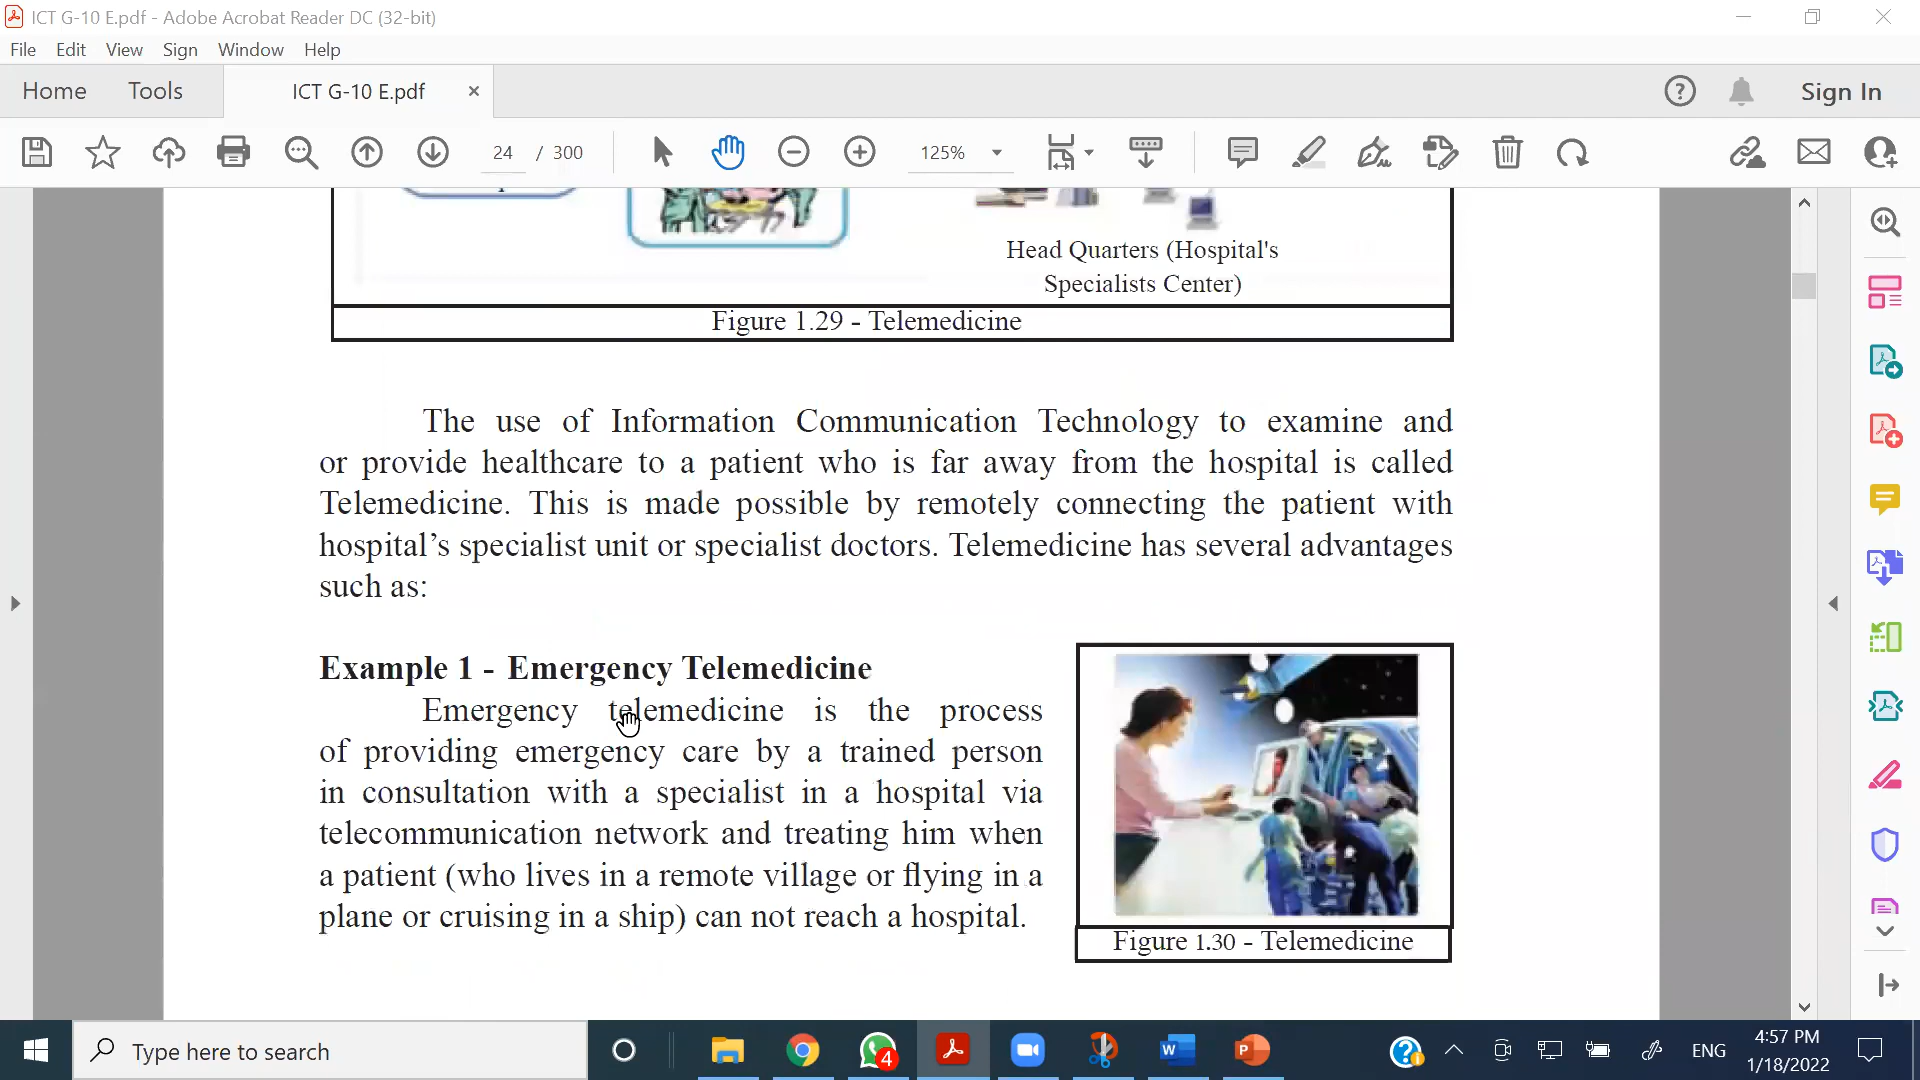 ICT G-10 E.pdf - Adobe Acrobat Reader DC (32-bit)
File Edit View Sign Window Help
Home Tools ICT G-10 E.pdf × Sign In
24 / 300 125%
Head Quarters (Hospital's
Specialists Center)
Figure 1.29 - Telemedicine
The use of Information Communication Technology to examine and
or provide healthcare to a patient who is far away from the hospital is called
Telemedicine. This is made possible by remotely connecting the patient with
hospital’s specialist unit or specialist doctors. Telemedicine has several advantages
such as:
Example 1 - Emergency Telemedicine
Emergency telemedicine is the process
of providing emergency care by a trained person
in consultation with a specialist in a hospital via
telecommunication network and treating him when
a patient (who lives in a remote village or flying in a
plane or cruising in a ship) can not reach a hospital.
Figure 1.30 - Telemedicine
Type here to search
4
ENG
4:57 PM
1/18/2022